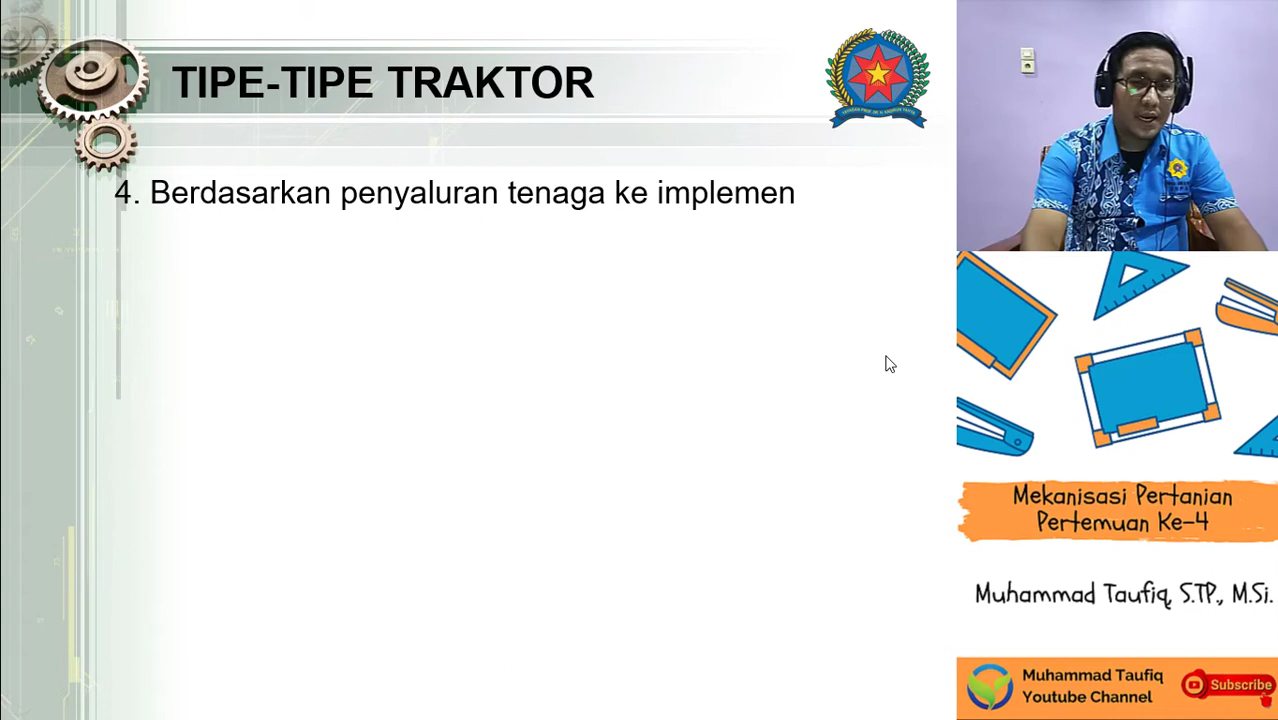 TIPE-TIPE TRAKTOR
4. Berdasarkan penyaluran tenaga ke implemen
Mekanisasi Pertanian
Pertemuan Ke-4
Muhammad Taufiq, S.TP., M.Si.
Muhammad Taufiq
Youtube Channel
Subscribe